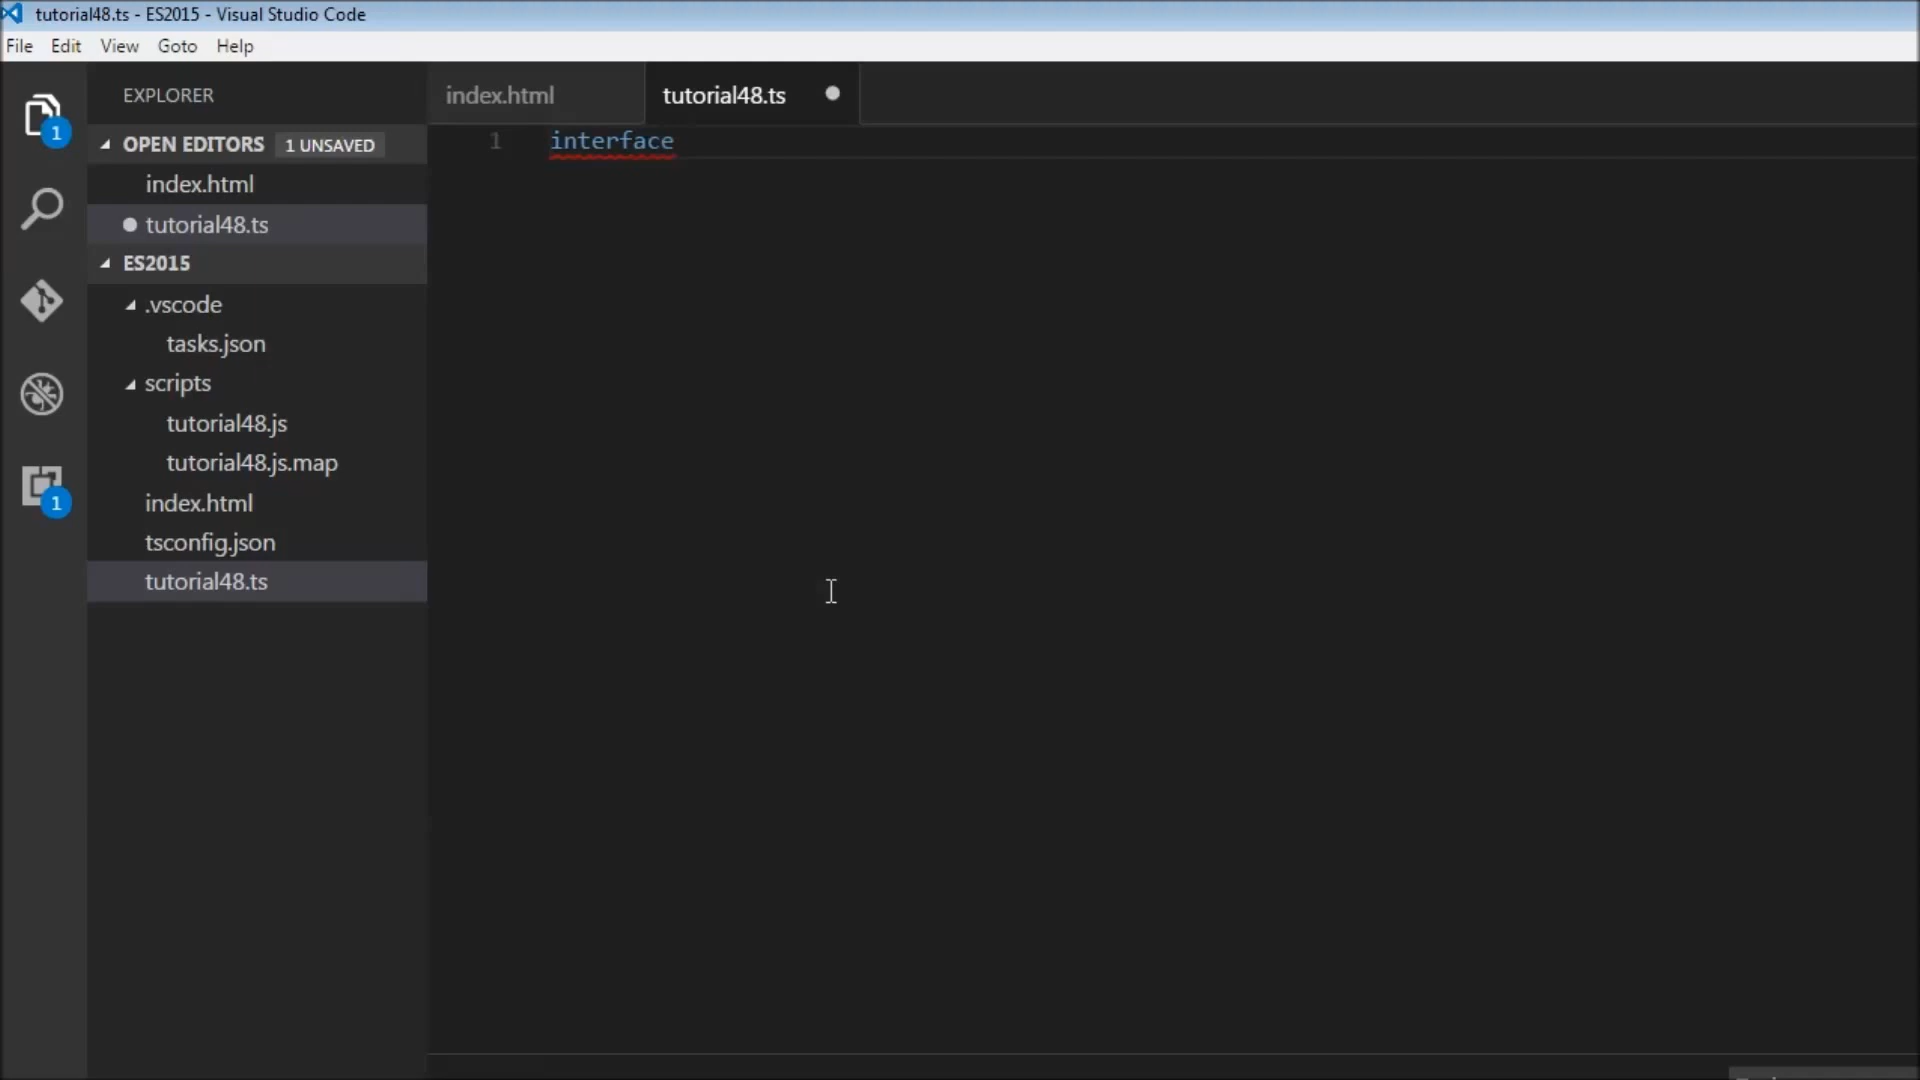 tutorial48.ts - ES2015 - Visual Studio Code
File Edit View Goto Help
EXPLORER
index.html
tutorial48.ts
1
OPEN EDITORS
1 UNSAVED
1 interface
index.html
tutorial48.ts
ES2015
.vscode
tasks.json
scripts
tutorial48.js
tutorial48.js.map
1
index.html
tsconfig.json
tutorial48.ts